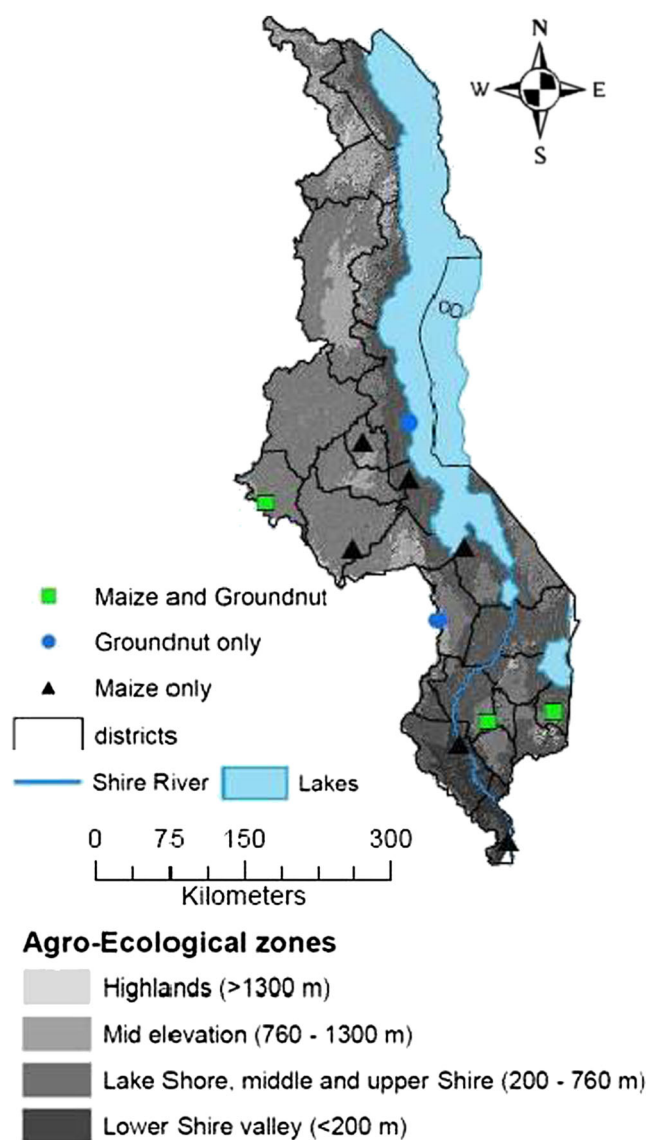 N
W E
S
Maize and Groundnut
Groundnut only
Maize only
districts
Shire River Lakes
0 75 150 300
Kilometers
Agro-Ecological zones
Highlands (>1300 m)
Mid elevation (760 - 1300 m)
Lake Shore, middle and upper Shire (200 - 760 m)
Lower Shire valley (<200 m)